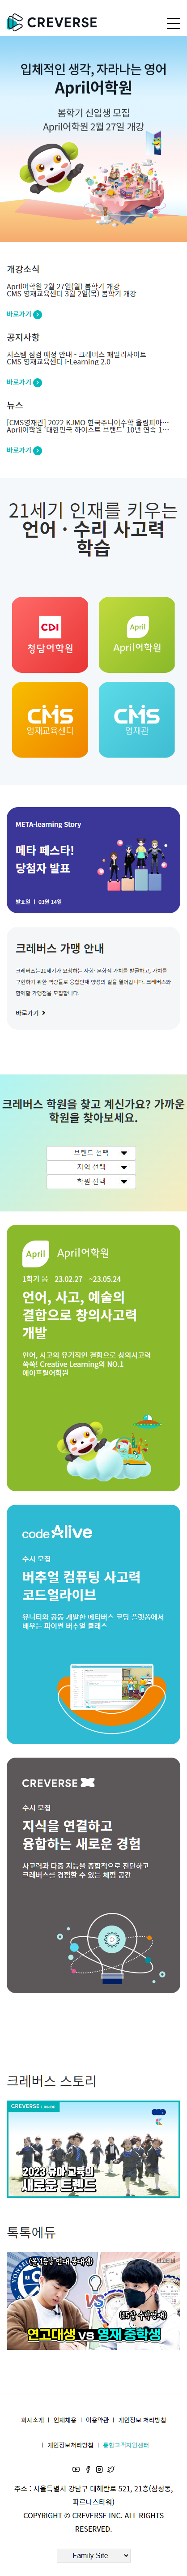 CREVERSE
입체적인 생각, 자라나는 영어
April어학원
봄학기 신입생 모집
April어학원 2월 27일 개강
개강소식
April어학원 2월 27일(월) 봄학기 개강
CMS 영재교육센터 3월 2일(목) 봄학기 개강
바로가기
공지사항
시스템 점검 예정 안내 - 크레버스 패밀리사이트
CMS 영재교육센터 i-Learning 2.0
바로가기
뉴스
[CMS영재관] 2022 KJMO 한국주니어수학 올림피아…
April어학원 '대한민국 하이스트 브랜드' 10년 연속 1…
바로가기
21세기 인재를 키우는
언어 · 수리 사고력
학습
CDI
청담어학원
April
April어학원
CMS
영재교육센터
CMS
영재관
META-learning Story
메타 페스타!
당첨자 발표
발표일 ㅣ 03월 14일
크레버스 가맹 안내
크레버스는21세기가 요청하는 사회· 문화적 가치를 발굴하고, 가치를
구현하기 위한 역량들로 융합인재 양성의 길을 열어갑니다. 크레버스와
함께할 가맹점을 모집합니다.
바로가기
크레버스 학원을 찾고 계신가요? 가까운
학원을 찾아보세요.
브랜드 선택
지역 선택
학원 선택
April April어학원
1학기 봄 23.02.27 ~23.05.24
언어, 사고, 예술의
결합으로 창의사고력
개발
언어, 사고의 유기적인 결합으로 창의사고력
쑥쑥! Creative Learning의 NO.1
에이프릴어학원
codeAlive
수시 모집
버추얼 컴퓨팅 사고력
코드얼라이브
유니티와 공동 개발한 메타버스 코딩 플랫폼에서
배우는 파이썬 버추얼 클래스
CREVERSE
수시 모집
지식을 연결하고
융합하는 새로운 경험
사고력과 다중 지능을 종합적으로 진단하고
크레버스를 경험할 수 있는 체험 공간
크레버스 스토리
CREVERSE JUNIOR
2023 유아교육의
새로운 트렌드
톡톡에듀
VS
연고대생 VS 영재 중학생
회사소개 ㅣ 인재채용 ㅣ 이용약관 ㅣ 개인정보 처리방침
ㅣ 개인정보처리방침 ㅣ 통합고객지원센터
주소 : 서울특별시 강남구 테헤란로 521, 21층(삼성동,
파르나스타워)
COPYRIGHT © CREVERSE INC. ALL RIGHTS
RESERVED.
Family Site